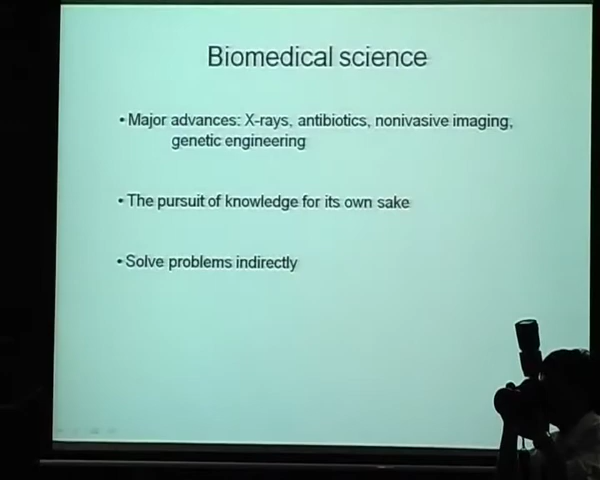 Biomedical science
• Major advances: X-rays, antibiotics, nonivasive imaging,
genetic engineering
• The pursuit of knowledge for its own sake
• Solve problems indirectly